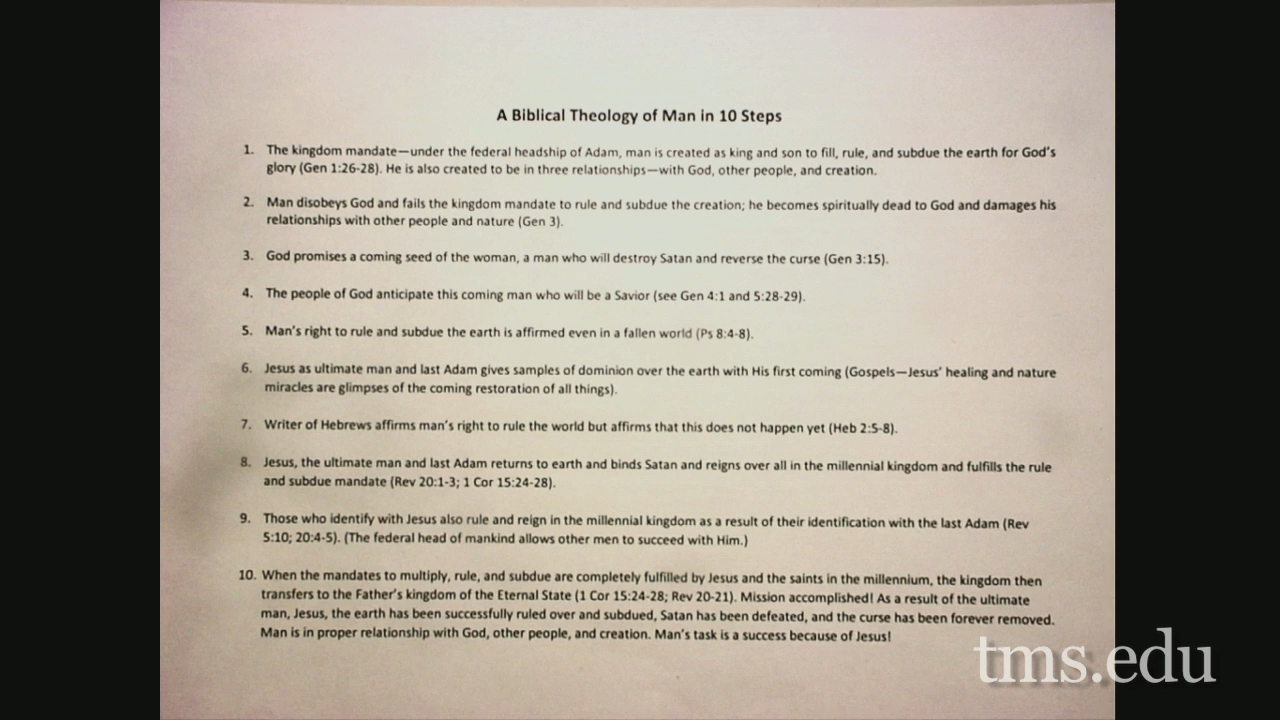 A Biblical Theology of Man in 10 Steps
1. The kingdom mandate—under the federal headship of Adam, man is created as king and son to fill, rule, and subdue the earth for God's
glory (Gen 1:26-28). He is also created to be in three relationships—with God, other people, and creation.
2. Man disobeys God and fails the kingdom mandate to rule and subdue the creation; he becomes spiritually dead to God and damages his
relationships with other people and nature (Gen 3).
3. God promises a coming seed of the woman, a man who will destroy Satan and reverse the curse (Gen 3:15).
4. The people of God anticipate this coming man who will be a Savior (see Gen 4:1 and 5:28-29).
5. Man's right to rule and subdue the earth is affirmed even in a fallen world (Ps 8:4-8).
6. Jesus as ultimate man and last Adam gives samples of dominion over the earth with His first coming (Gospels—Jesus' healing and nature
miracles are glimpses of the coming restoration of all things).
7. Writer of Hebrews affirms man's right to rule the world but affirms that this does not happen yet (Heb 2:5-8).
8. Jesus, the ultimate man and last Adam returns to earth and binds Satan and reigns over all in the millennial kingdom and fulfills the rule
and subdue mandate (Rev 20:1-3; 1 Cor 15:24-28).
9. Those who identify with Jesus also rule and reign in the millennial kingdom as a result of their identification with the last Adam (Rev
5:10; 20:4-5). (The federal head of mankind allows other men to succeed with Him.)
10. When the mandates to multiply, rule, and subdue are completely fulfilled by Jesus and the saints in the millennium, the kingdom then
transfers to the Father's kingdom of the Eternal State (1 Cor 15:24-28; Rev 20-21). Mission accomplished! As a result of the ultimate
man, Jesus, the earth has been successfully ruled over and subdued, Satan has been defeated, and the curse has been forever removed.
Man is in proper relationship with God, other people, and creation. Man's task is a success because of Jesus!
tms.edu